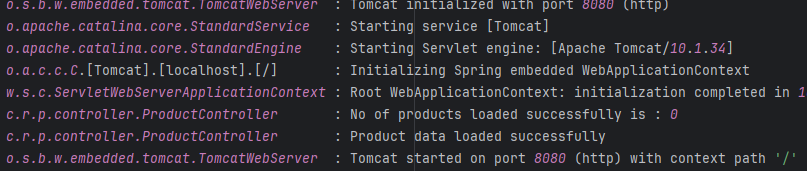 o.s.b.w.embedded.tomcat.TomcatWebServer : Tomcat initialized with port 8080 (http)
o.apache.catalina.core.StandardService : Starting service [Tomcat]
o.apache.catalina.core.StandardEngine : Starting Servlet engine: [Apache Tomcat/10.1.34]
o.a.c.c.C.[Tomcat].[localhost].[/] : Initializing Spring embedded WebApplicationContext
w.s.c.ServletWebServerApplicationContext : Root WebApplicationContext: initialization completed in 1
c.r.p.controller.ProductController : No of products loaded successfully is : 0
c.r.p.controller.ProductController : Product data loaded successfully
o.s.b.w.embedded.tomcat.TomcatWebServer : Tomcat started on port 8080 (http) with context path '/'